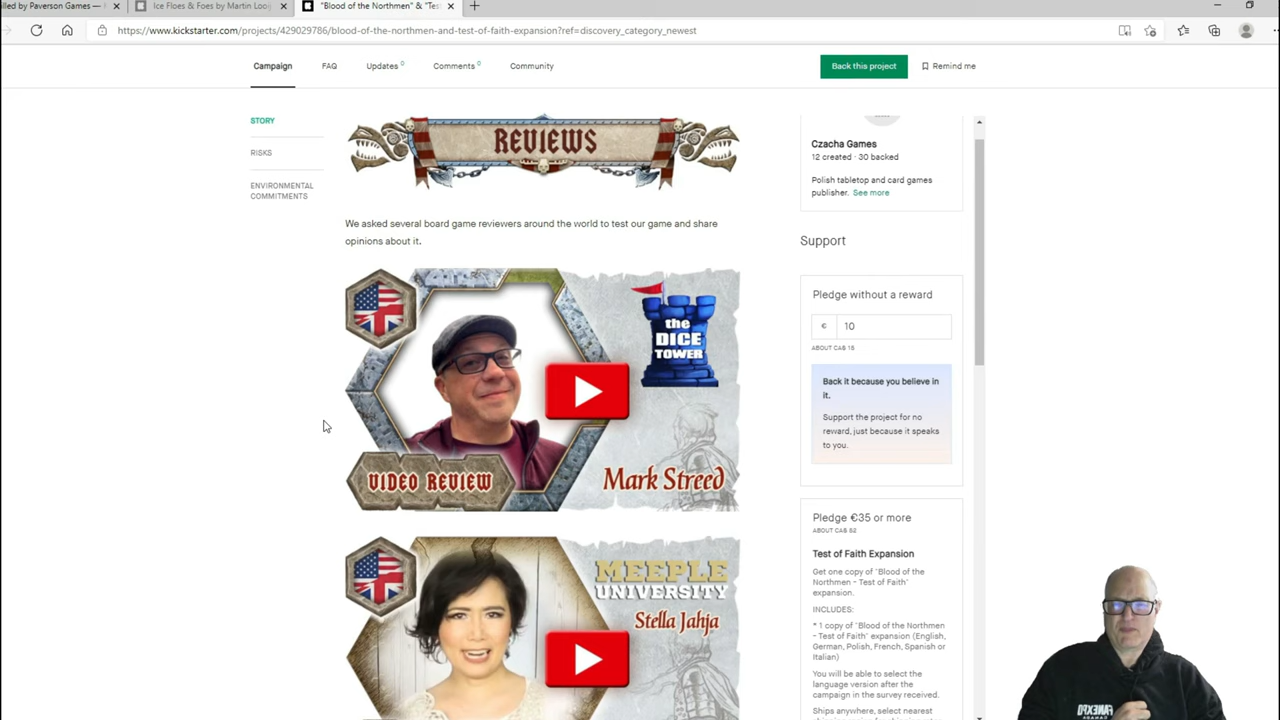 lled by Paverson Games —
Ice Floes & Foes by Martin Looij
"Blood of the Northmen" & "Tes
https://www.kickstarter.com/projects/429029786/blood-of-the-northmen-and-test-of-faith-expansion?ref=discovery_category_newest
Campaign
FAQ
Updates 0
Comments 0
Community
Back this project
Remind me
STORY
RISKS
ENVIRONMENTAL
COMMITMENTS
REVIEWS
We asked several board game reviewers around the world to test our game and share
opinions about it.
the
DICE
TOWER
VIDEO REVIEW
Mark Streed
MEEPLE
UNIVERSITY
Stella Jahja
Czacha Games
12 created · 30 backed
Polish tabletop and card games
publisher. See more
Support
Pledge without a reward
€ 10
ABOUT CA$ 15
Back it because you believe in
it.
Support the project for no
reward, just because it speaks
to you.
Pledge €35 or more
ABOUT CA$ 52
Test of Faith Expansion
Get one copy of "Blood of the
Northmen - Test of Faith"
expansion.
INCLUDES:
* 1 copy of "Blood of the Northmen
- Test of Faith" expansion (English,
German, Polish, French, Spanish or
Italian)
You will be able to select the
language version after the
campaign in the survey received.
Ships anywhere, select nearest
FANEXPO
CANADA